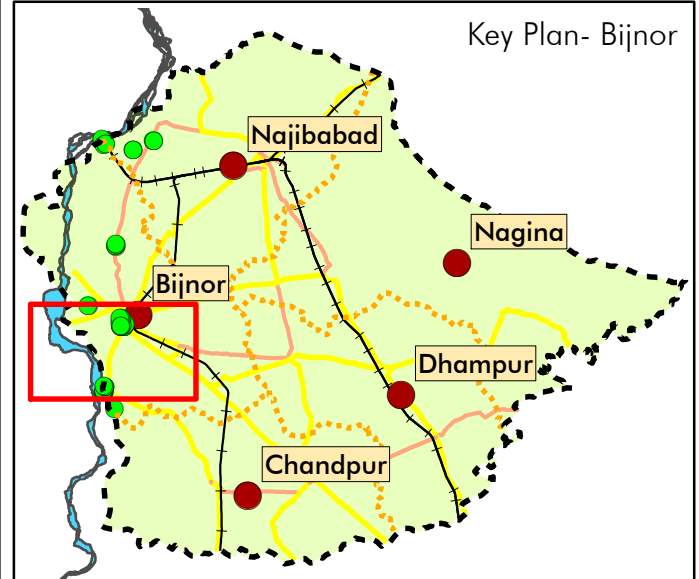 Key Plan- Bijnor
Najibabad
Nagina
Bijnor
Dhampur
Chandpur